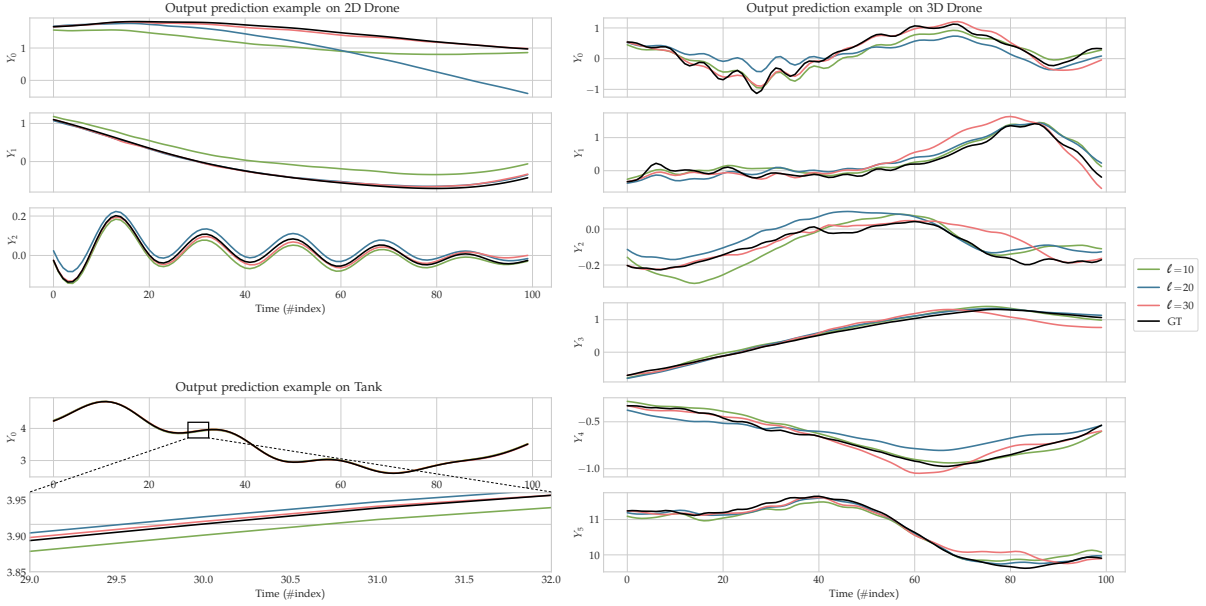 Output prediction example on 2D Drone
1
0
Y0
1
0
Y1
0.2
0.0
Y2
0 20 40 60 80 100
Time (#index)
Output prediction example on Tank
4
3
Y0
0 20 40 60 80 100
3.95
3.90
3.85
29.0 29.5 30.0 30.5 31.0 31.5 32.0
Time (#index)
Output prediction example on 3D Drone
1
0
−1
Y0
1
0
Y1
0.0
−0.2
Y2
1
0
Y3
−0.5
−1.0
Y4
11
10
Y5
0 20 40 60 80 100
Time (#index)
ℓ=10
ℓ=20
ℓ=30
GT